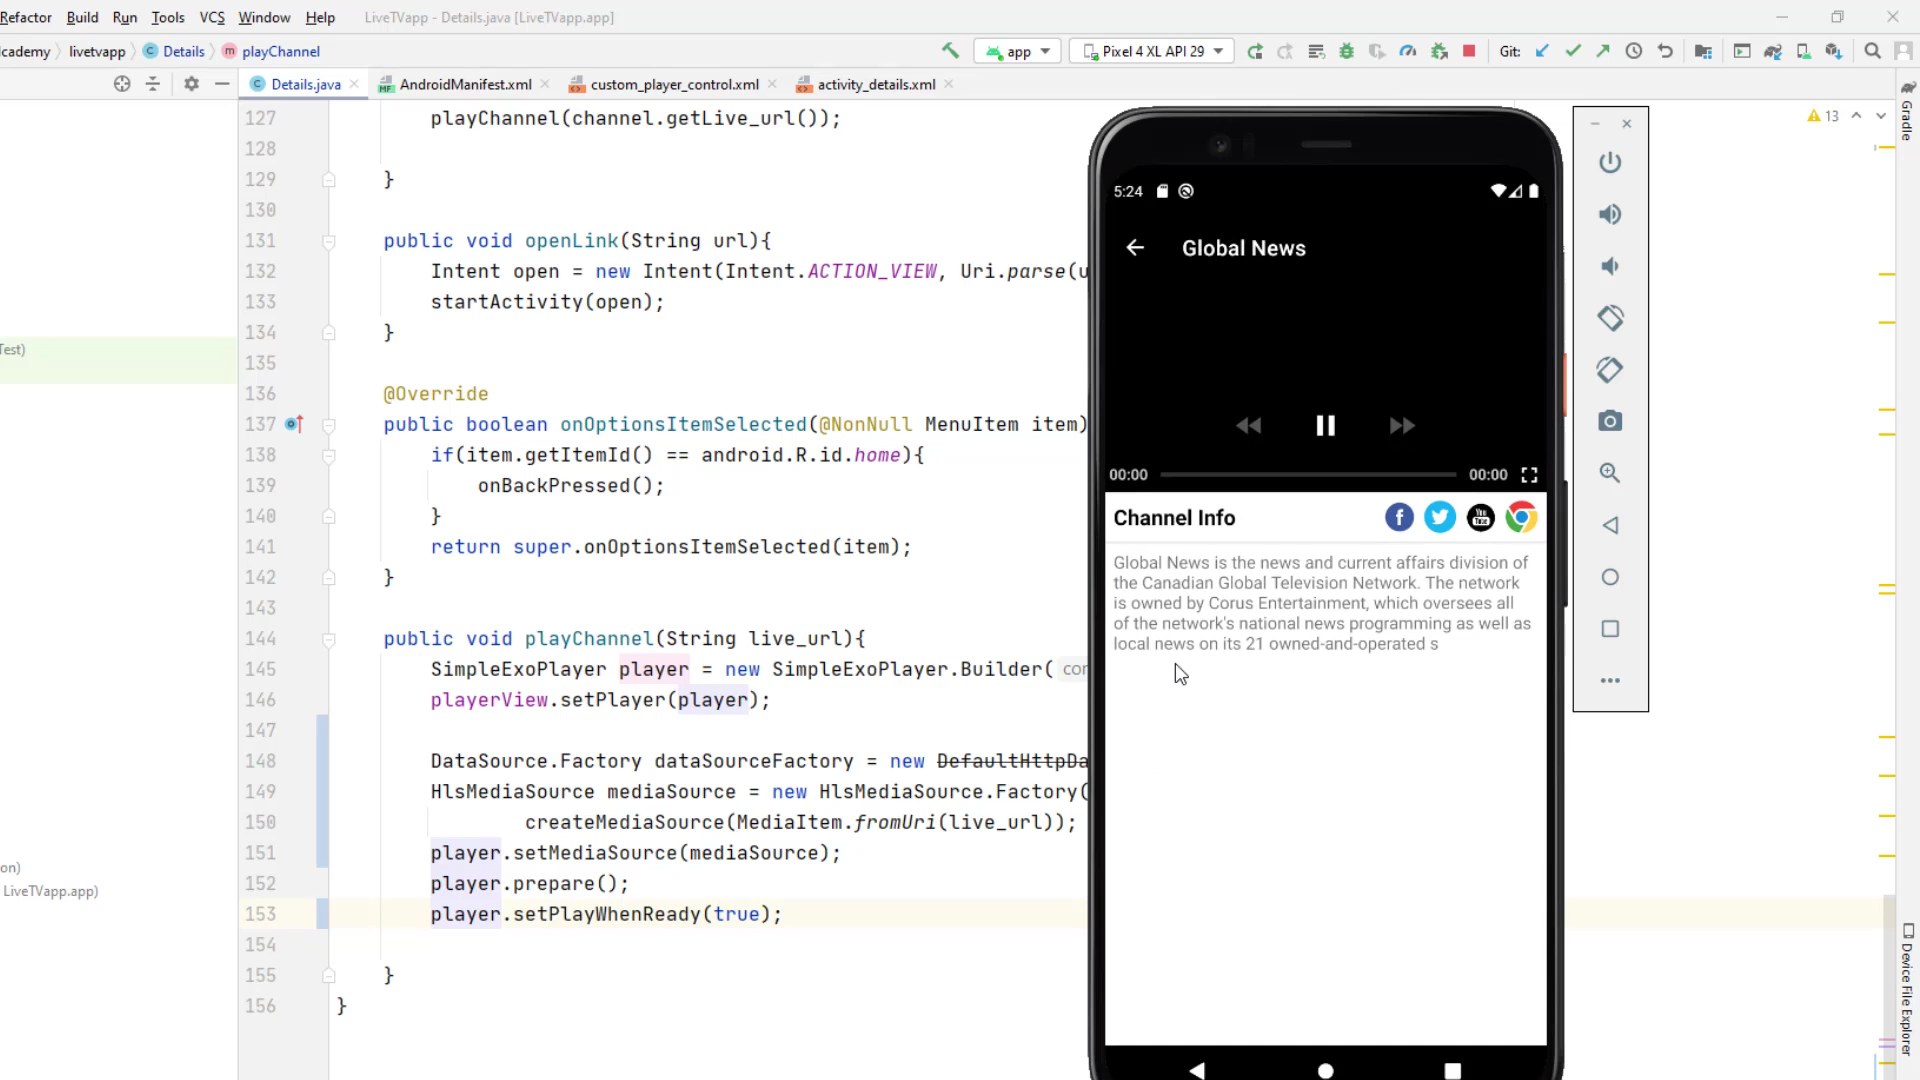 Refactor Build Run Tools VCS Window Help LiveTVapp - Details.java [LiveTVapp.app]
cademy livetvapp Details playChannel app Pixel 4 XL API 29 Git:
Details.java AndroidManifest.xml custom_player_control.xml activity_details.xml
127 playChannel(channel.getLive_url());
128
129 }
130
131 public void openLink(String url){
132 Intent open = new Intent(Intent.ACTION_VIEW, Uri.parse(u
133 startActivity(open);
134 }
135
136 @Override
137 public boolean onOptionsItemSelected(@NonNull MenuItem item)
138 if(item.getItemId() == android.R.id.home){
139 onBackPressed();
140 }
141 return super.onOptionsItemSelected(item);
142 }
143
144 public void playChannel(String live_url){
145 SimpleExoPlayer player = new SimpleExoPlayer.Builder( con
146 playerView.setPlayer(player);
147
148 DataSource.Factory dataSourceFactory = new DefaultHttpDa
149 HlsMediaSource mediaSource = new HlsMediaSource.Factory(
150 createMediaSource(MediaItem.fromUri(live_url));
151 player.setMediaSource(mediaSource);
152 player.prepare();
153 player.setPlayWhenReady(true);
154
155 }
156 }
Test)
on)
LiveTVapp.app)
13
Gradle
Device File Explorer
5:24
Global News
00:00 00:00
Channel Info
You Tube
Global News is the news and current affairs division of
the Canadian Global Television Network. The network
is owned by Corus Entertainment, which oversees all
of the network's national news programming as well as
local news on its 21 owned-and-operated s